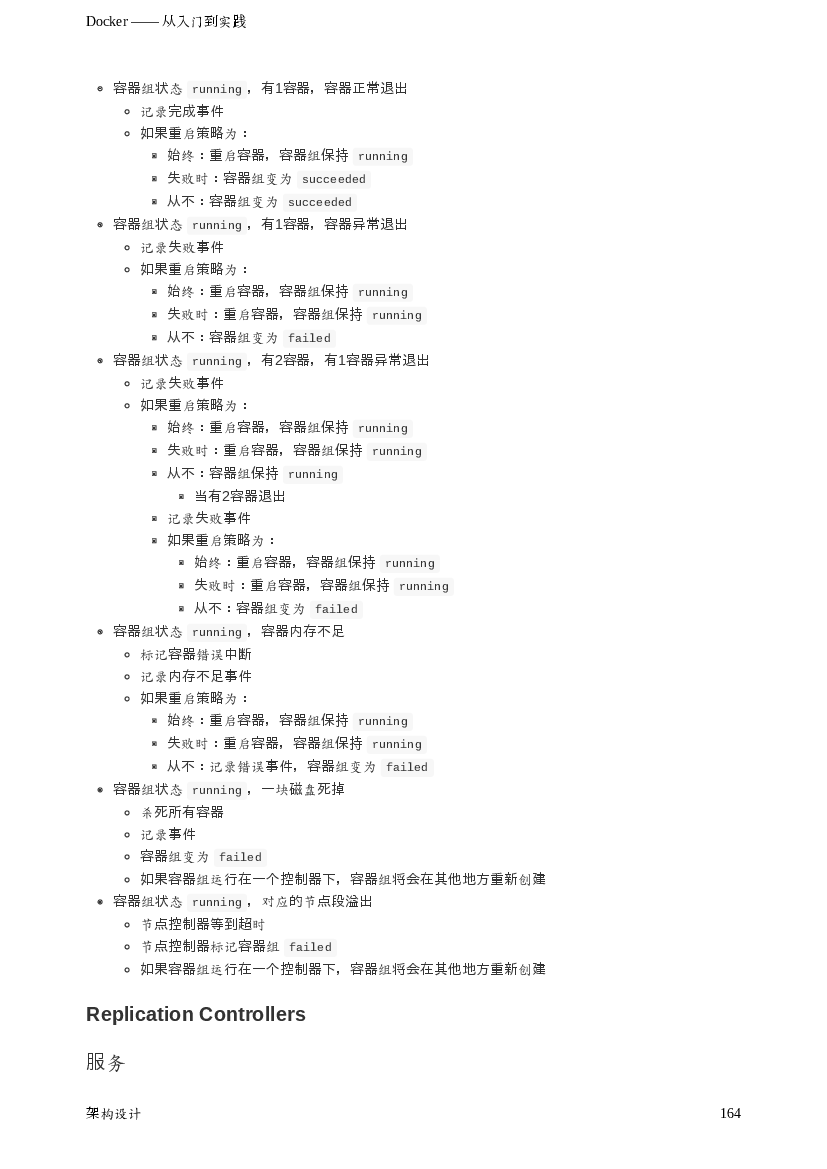 Docker —— 从入门到实践
容器组状态 running ，有1容器，容器正常退出
记录完成事件
如果重启策略为：
始终：重启容器，容器组保持 running
失败时：容器组变为 succeeded
从不：容器组变为 succeeded
容器组状态 running ，有1容器，容器异常退出
记录失败事件
如果重启策略为：
始终：重启容器，容器组保持 running
失败时：重启容器，容器组保持 running
从不：容器组变为 failed
容器组状态 running ，有2容器，有1容器异常退出
记录失败事件
如果重启策略为：
始终：重启容器，容器组保持 running
失败时：重启容器，容器组保持 running
从不：容器组保持 running
当有2容器退出
记录失败事件
如果重启策略为：
始终：重启容器，容器组保持 running
失败时：重启容器，容器组保持 running
从不：容器组变为 failed
容器组状态 running ，容器内存不足
标记容器错误中断
记录内存不足事件
如果重启策略为：
始终：重启容器，容器组保持 running
失败时：重启容器，容器组保持 running
从不：记录错误事件，容器组变为 failed
容器组状态 running ，一块磁盘死掉
杀死所有容器
记录事件
容器组变为 failed
如果容器组运行在一个控制器下，容器组将会在其他地方重新创建
容器组状态 running ，对应的节点段溢出
节点控制器等到超时
节点控制器标记容器组 failed
如果容器组运行在一个控制器下，容器组将会在其他地方重新创建
Replication Controllers
服务
架构设计
164